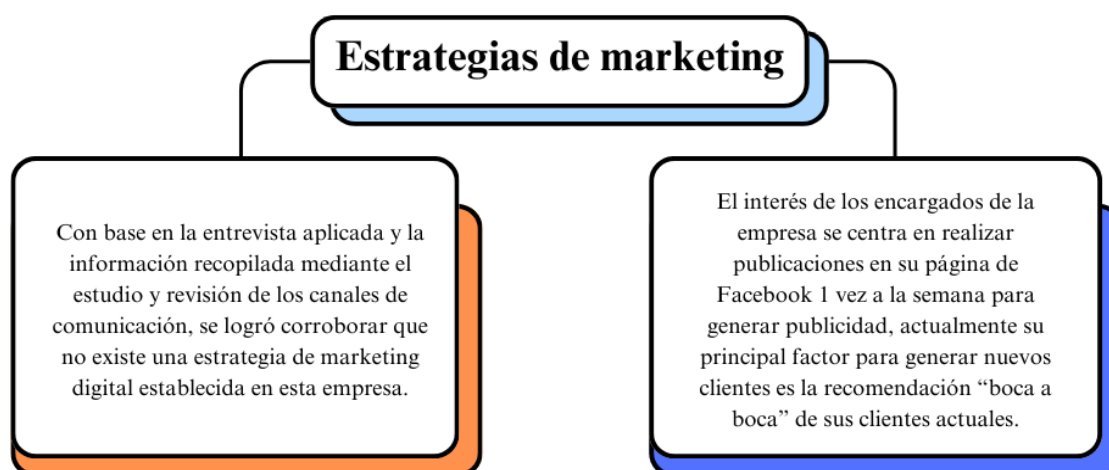 Estrategias de marketing
Con base en la entrevista aplicada y la
información recopilada mediante el
estudio y revisión de los canales de
comunicación, se logró corroborar que
no existe una estrategia de marketing
digital establecida en esta empresa.
El interés de los encargados de la
empresa se centra en realizar
publicaciones en su página de
Facebook 1 vez a la semana para
generar publicidad, actualmente su
principal factor para generar nuevos
clientes es la recomendación “boca a
boca” de sus clientes actuales.